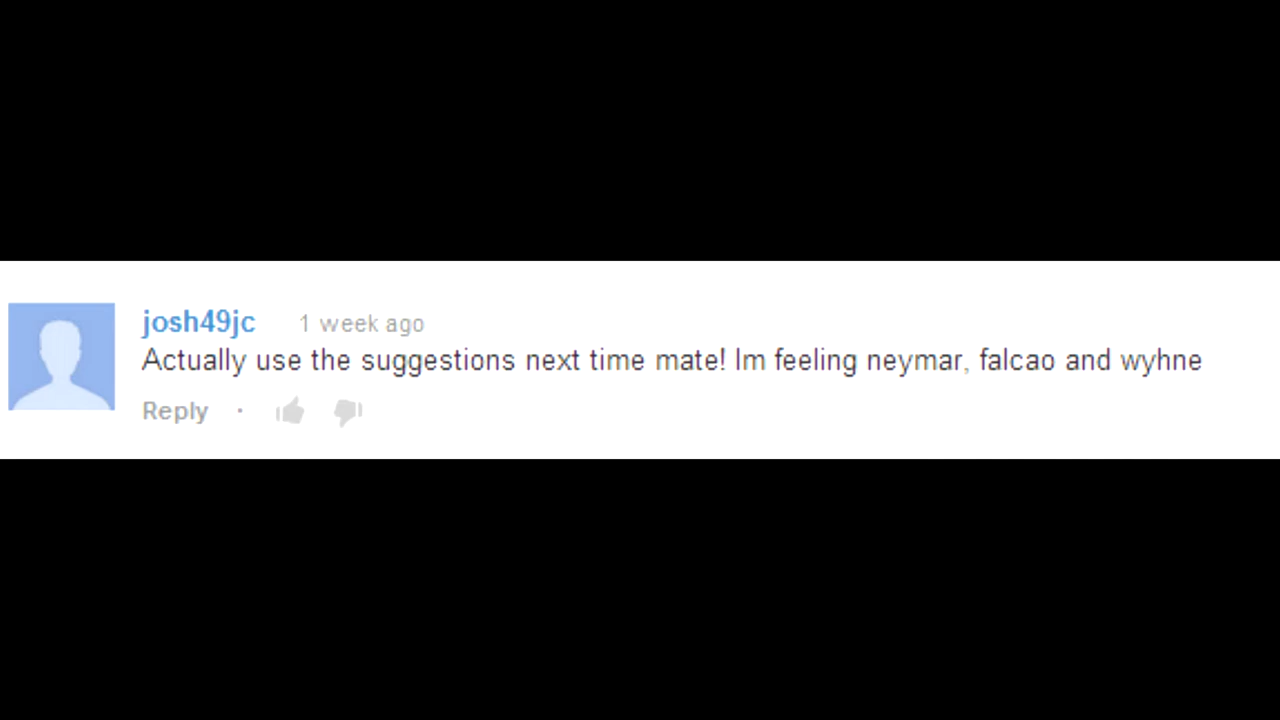 josh49jc 1 week ago
Actually use the suggestions next time mate! Im feeling neymar, falcao and wyhne
Reply ·